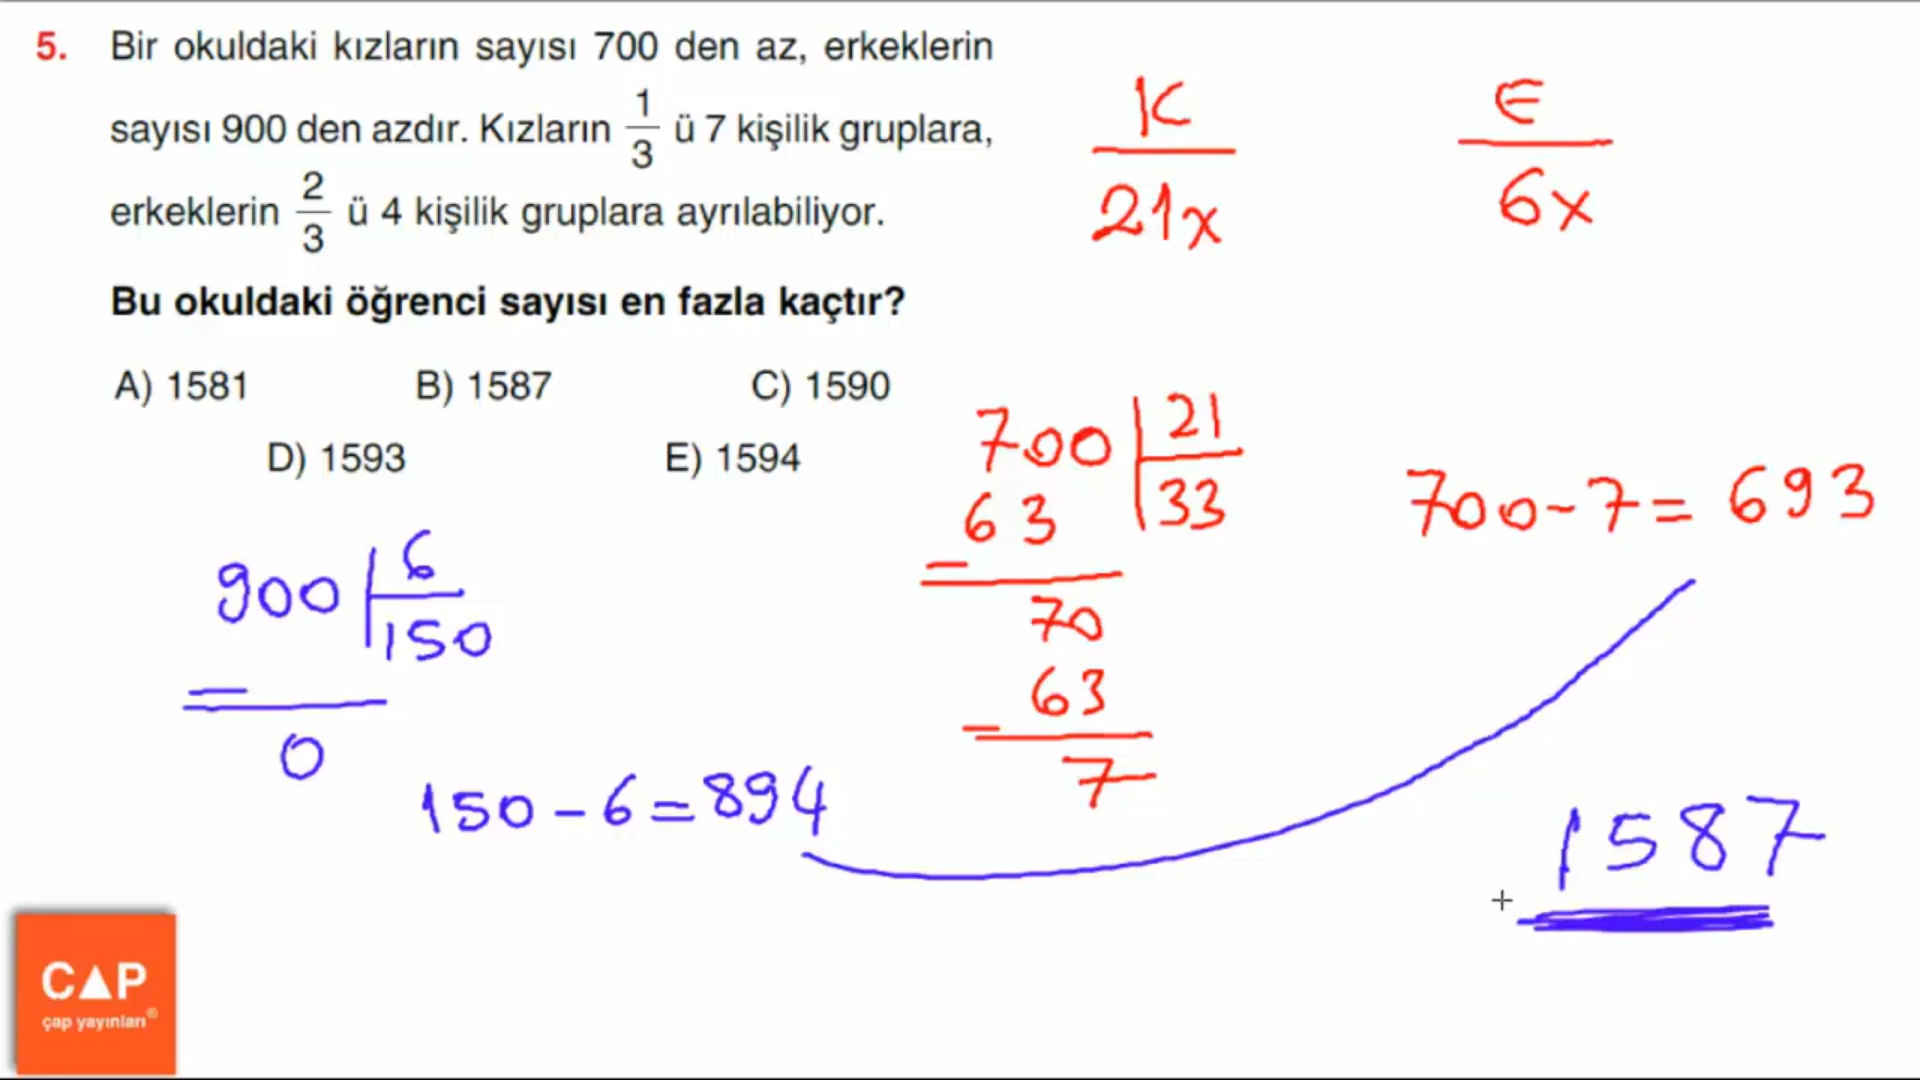 5. Bir okuldaki kızların sayısı 700 den az, erkeklerin
sayısı 900 den azdır. Kızların 1/3 ü 7 kişilik gruplara,
erkeklerin 2/3 ü 4 kişilik gruplara ayrılabiliyor.
Bu okuldaki öğrenci sayısı en fazla kaçtır?
A) 1581 B) 1587 C) 1590
D) 1593 E) 1594
K E
21x 6x
700 21
63 33
70
63
7
700-7=693
900 6
150
0
150-6=894
1587
CAP
çap yayınları®